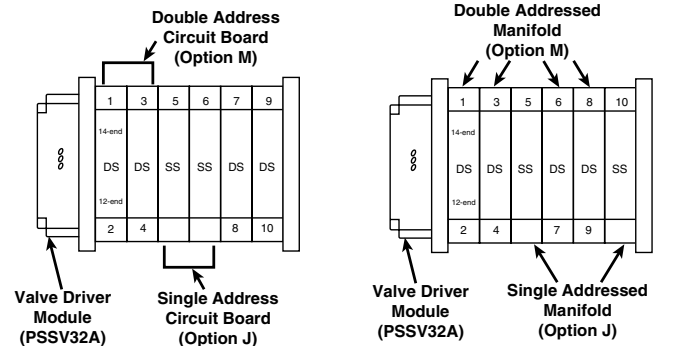 Double Address
Circuit Board
(Option M)
1 3 5 6 7 9
14-end
DS DS SS SS DS DS
12-end
2 4 8 10
Valve Driver
Module
(PSSV32A)
Single Address
Circuit Board
(Option J)
Double Addressed
Manifold
(Option M)
1 3 5 6 8 10
14-end
DS DS SS DS DS SS
12-end
2 4 7 9
Valve Driver
Module
(PSSV32A)
Single Addressed
Manifold
(Option J)